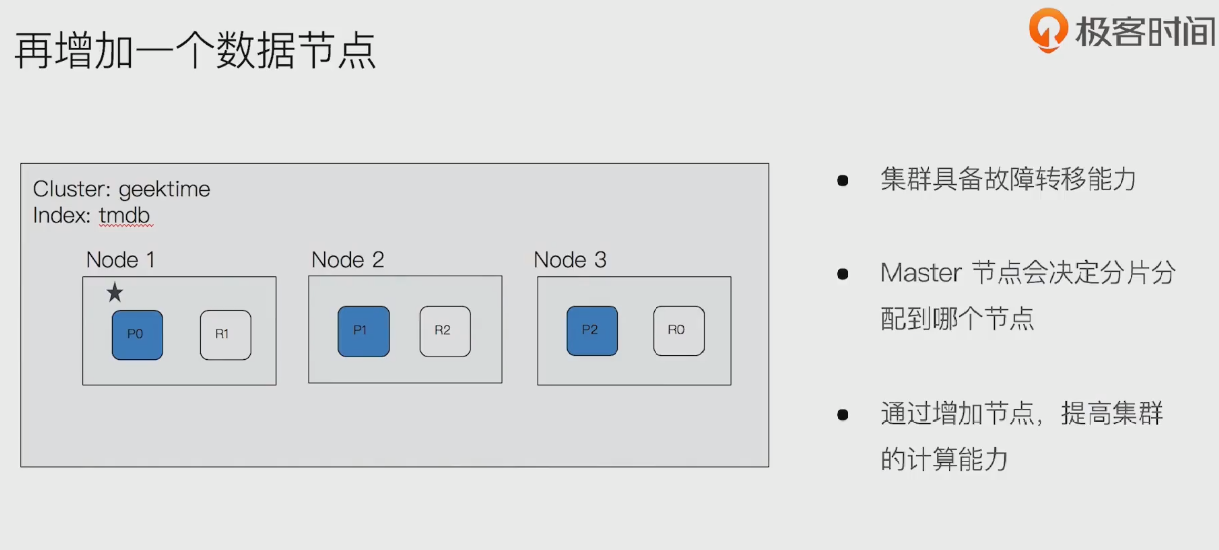 极客时间
再增加一个数据节点
Cluster: geektime
Index: tmdb
Node 1
Node 2
Node 3
P0
R1
P1
R2
P2
R0
集群具备故障转移能力
Master 节点会决定分片分
配到哪个节点
通过增加节点，提高集群
的计算能力